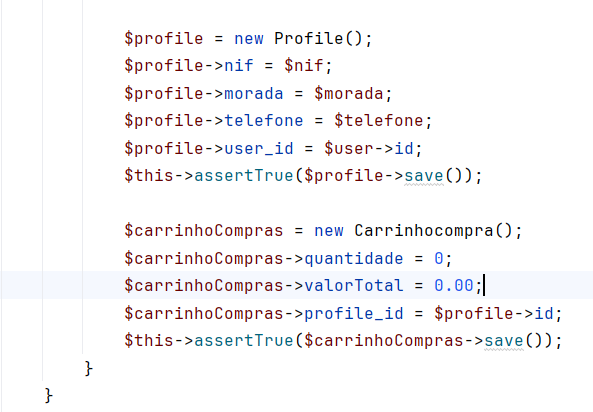 $profile = new Profile();
$profile->nif = $nif;
$profile->morada = $morada;
$profile->telefone = $telefone;
$profile->user_id = $user->id;
$this->assertTrue($profile->save());
$carrinhoCompras = new Carrinhocompra();
$carrinhoCompras->quantidade = 0;
$carrinhoCompras->valorTotal = 0.00;
$carrinhoCompras->profile_id = $profile->id;
$this->assertTrue($carrinhoCompras->save());
}
}